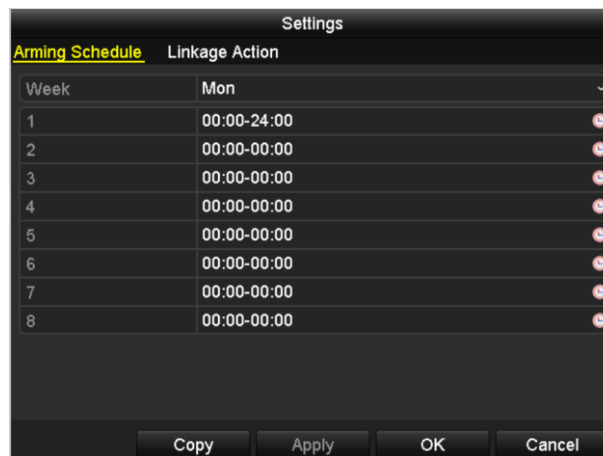 Settings
Arming Schedule Linkage Action
Week Mon
1 00:00-24:00
2 00:00-00:00
3 00:00-00:00
4 00:00-00:00
5 00:00-00:00
6 00:00-00:00
7 00:00-00:00
8 00:00-00:00
Copy Apply OK Cancel